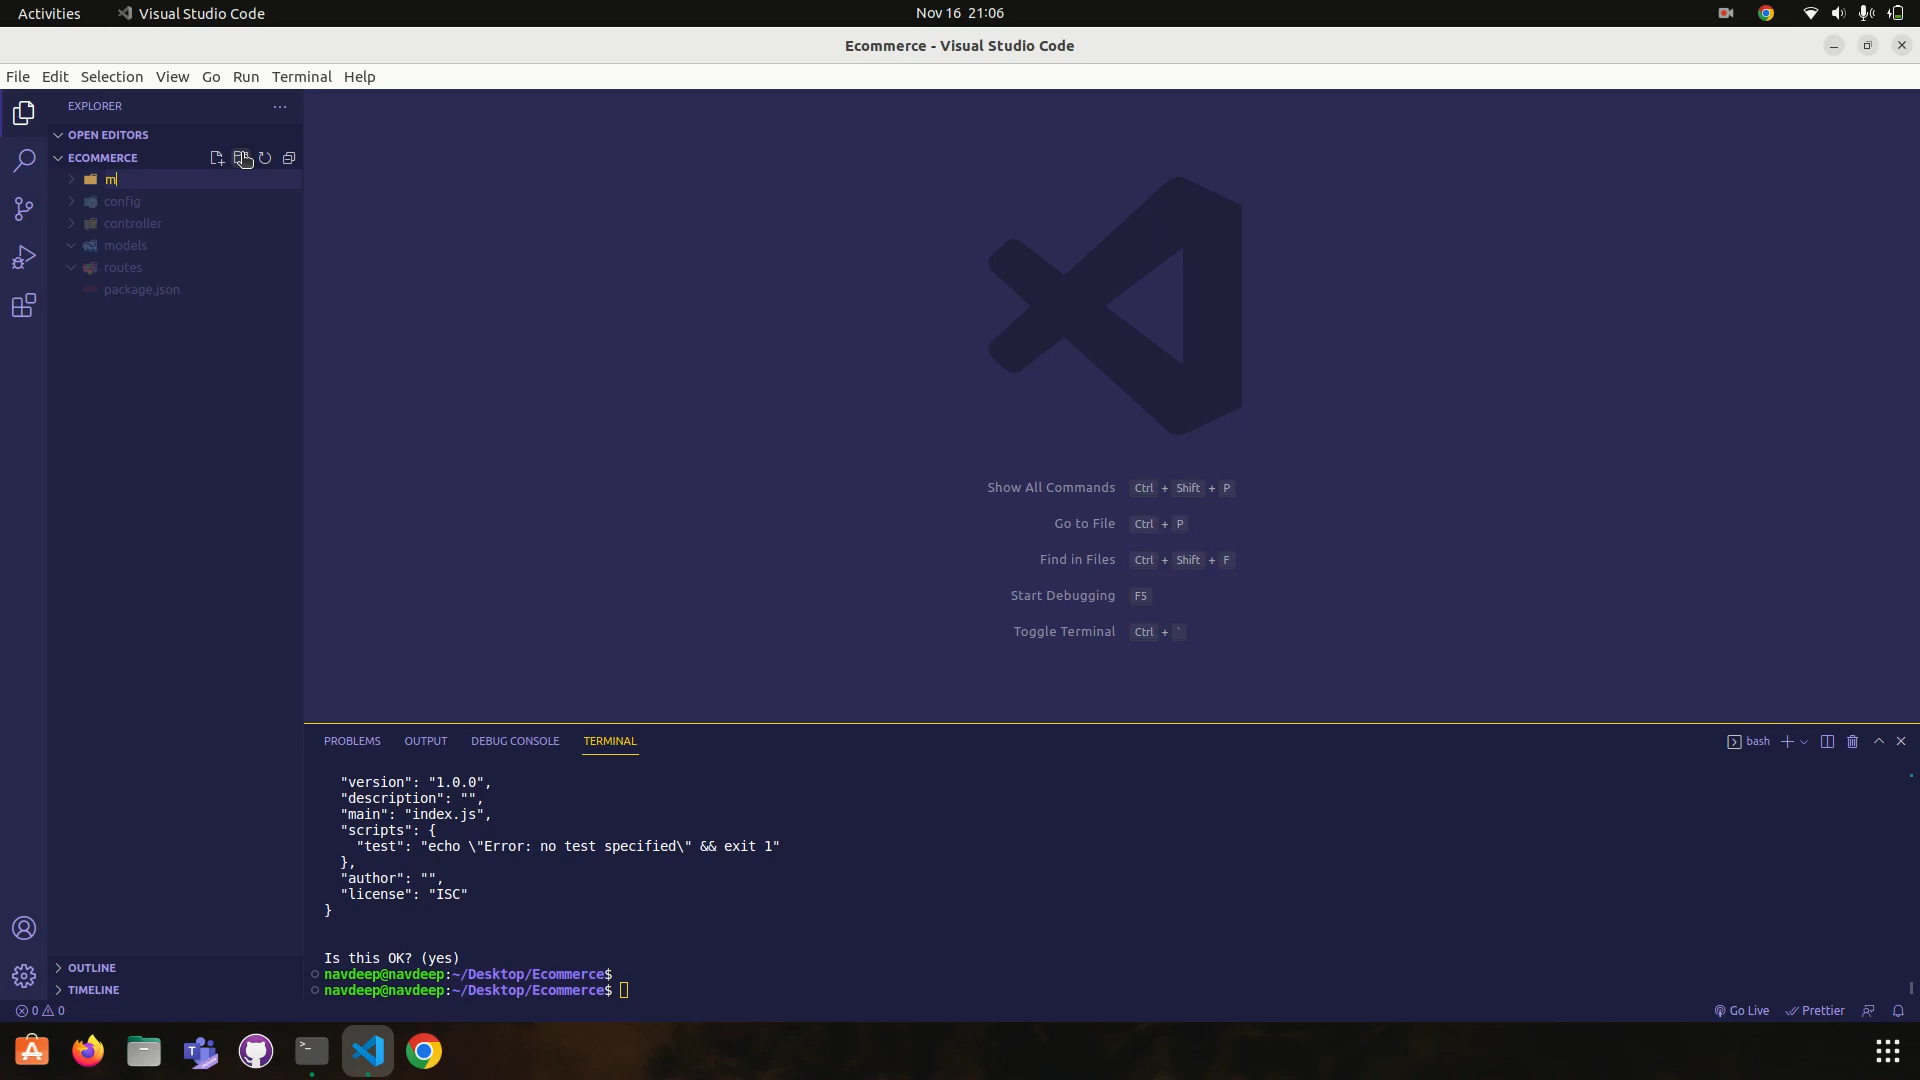 Activities Visual Studio Code Nov 16 21:06
Ecommerce - Visual Studio Code
File Edit Selection View Go Run Terminal Help
EXPLORER
OPEN EDITORS
ECOMMERCE
m
config
controller
models
routes
package.json
Show All Commands Ctrl + Shift + P
Go to File Ctrl + P
Find in Files Ctrl + Shift + F
Start Debugging F5
Toggle Terminal Ctrl + `
PROBLEMS OUTPUT DEBUG CONSOLE TERMINAL bash
"version": "1.0.0",
"description": "",
"main": "index.js",
"scripts": {
"test": "echo \"Error: no test specified\" && exit 1"
},
"author": "",
"license": "ISC"
}
Is this OK? (yes)
navdeep@navdeep:~/Desktop/Ecommerce$
navdeep@navdeep:~/Desktop/Ecommerce$
OUTLINE
TIMELINE
0 0 Go Live Prettier